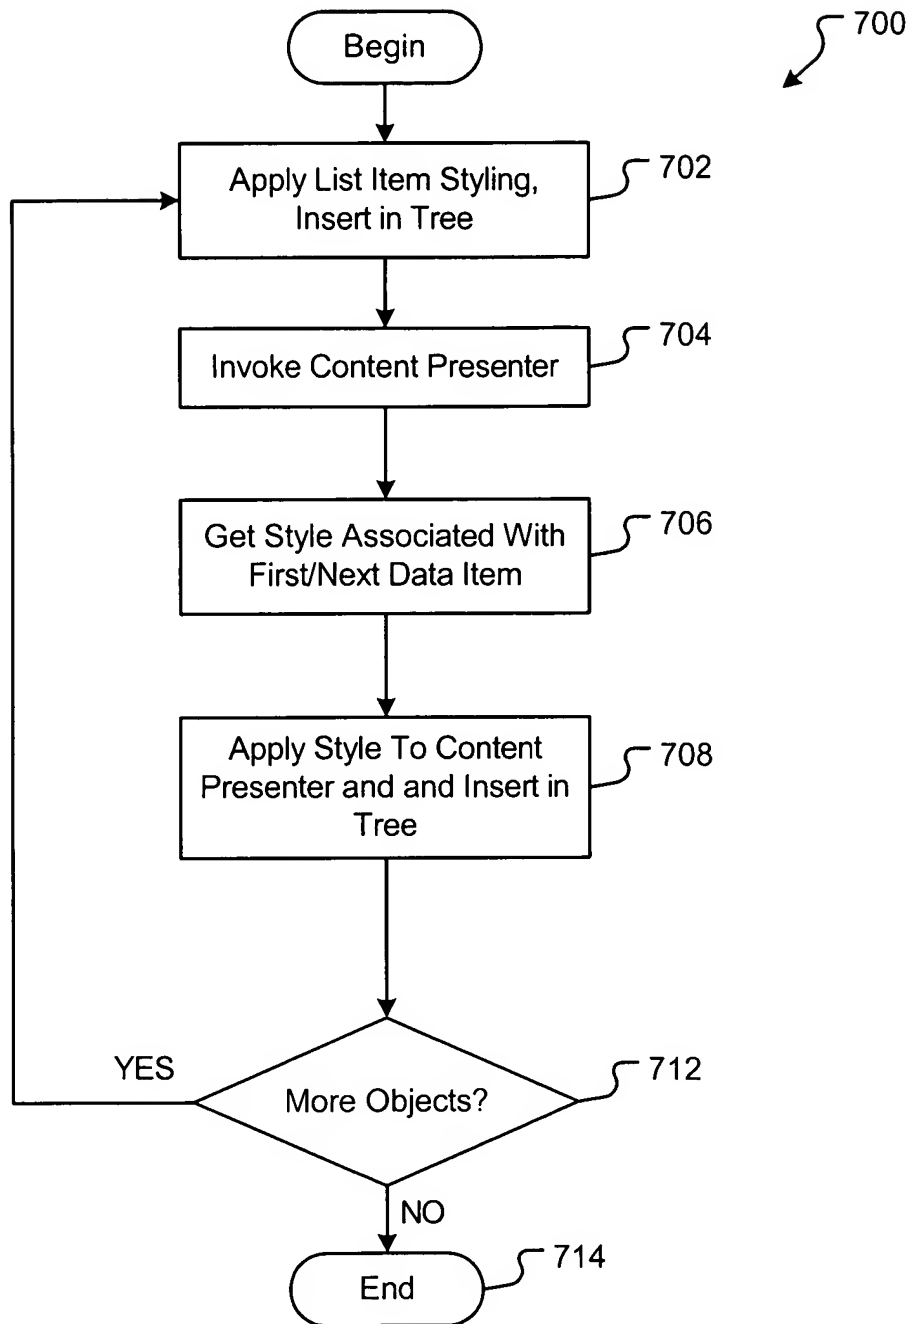 700
Begin
Apply List Item Styling,
Insert in Tree
702
Invoke Content Presenter
704
Get Style Associated With
First/Next Data Item
706
Apply Style To Content
Presenter and and Insert in
Tree
708
YES
More Objects?
712
NO
End
714